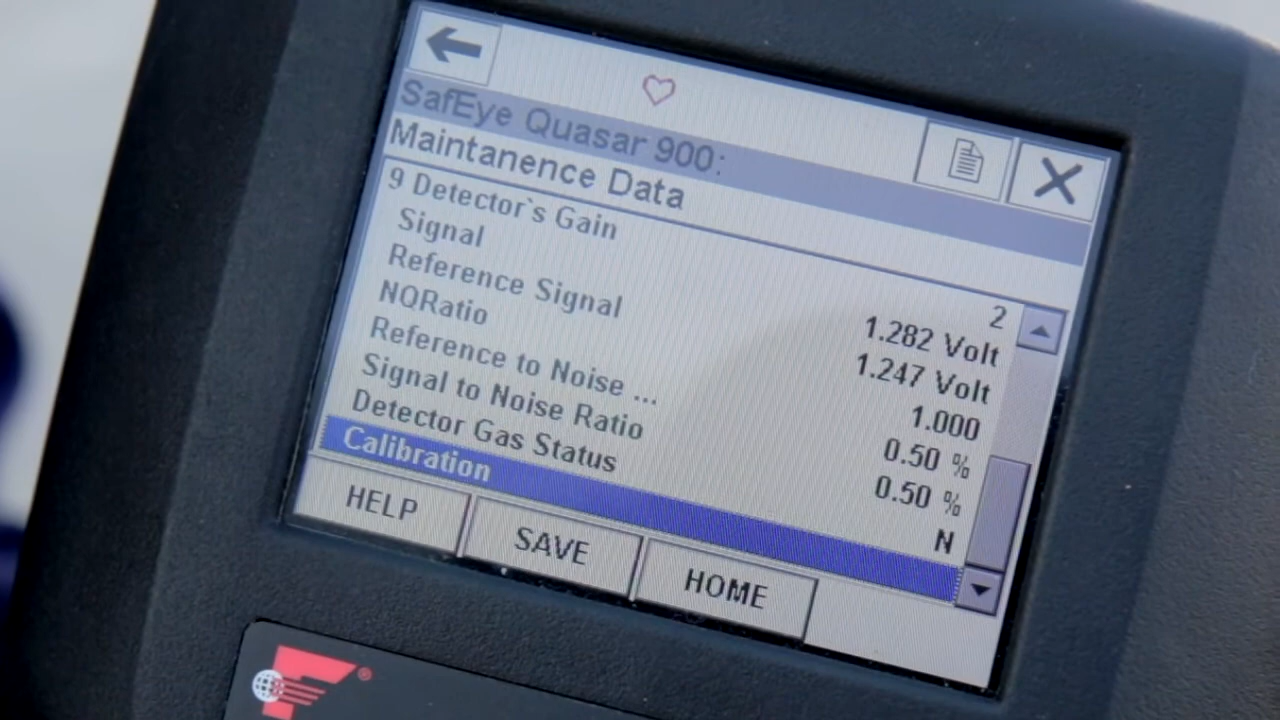 SafEye Quasar 900:
Maintanence Data
9 Detector`s Gain 2
Signal 1.282 Volt
Reference Signal 1.247 Volt
NQRatio 1.000
Reference to Noise ... 0.50 %
Signal to Noise Ratio 0.50 %
Detector Gas Status N
Calibration
HELP SAVE HOME
®